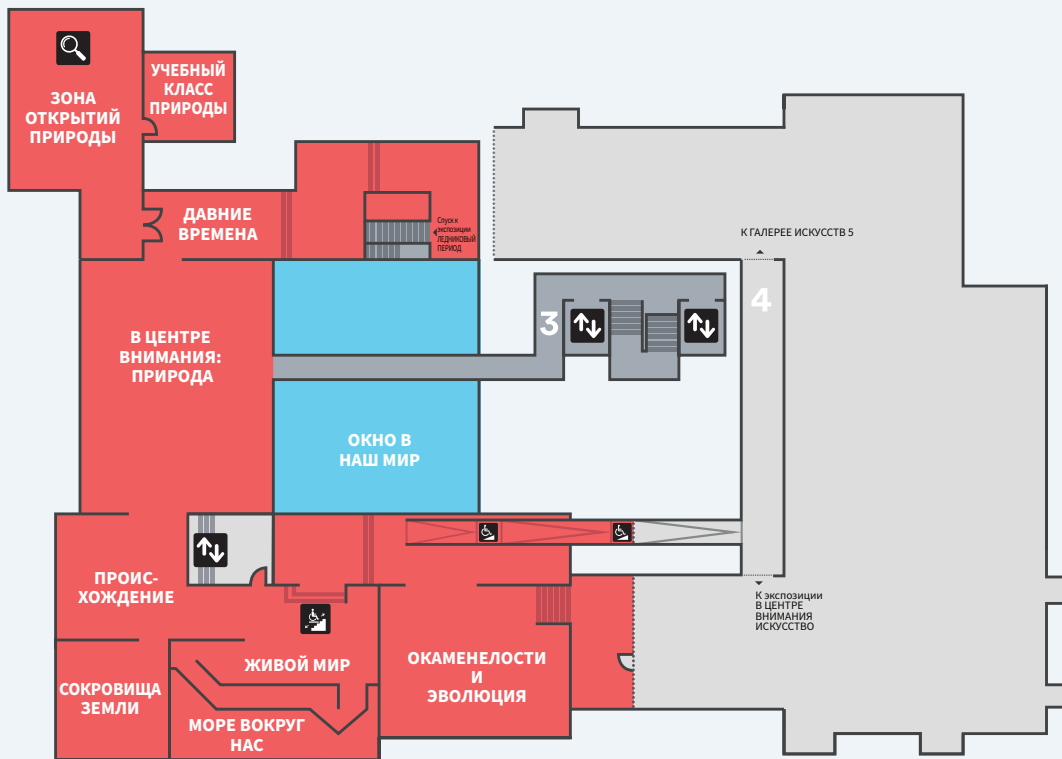 ЗОНА
ОТКРЫТИЙ
ПРИРОДЫ
УЧЕБНЫЙ
КЛАСС
ПРИРОДЫ
ДАВНИЕ
ВРЕМЕНА
Спуск к
экспозиции
ЛЕДНИКОВЫЙ
ПЕРИОД
К ГАЛЕРЕЕ ИСКУССТВ 5
3
4
В ЦЕНТРЕ
ВНИМАНИЯ:
ПРИРОДА
ОКНО В
НАШ МИР
ПРОИС-
ХОЖДЕНИЕ
К экспозиции
В ЦЕНТРЕ
ВНИМАНИЯ
ИСКУССТВО
ЖИВОЙ МИР
ОКАМЕНЕЛОСТИ
И
ЭВОЛЮЦИЯ
СОКРОВИЩА
ЗЕМЛИ
МОРЕ ВОКРУГ
НАС